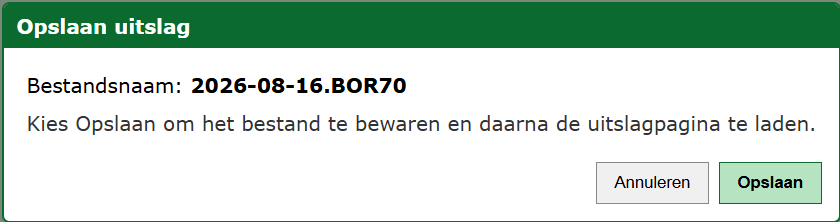 Opslaan uitslag
Bestandsnaam: 2026-08-16.BOR70
Kies Opslaan om het bestand te bewaren en daarna de uitslagpagina te laden.
Annuleren Opslaan